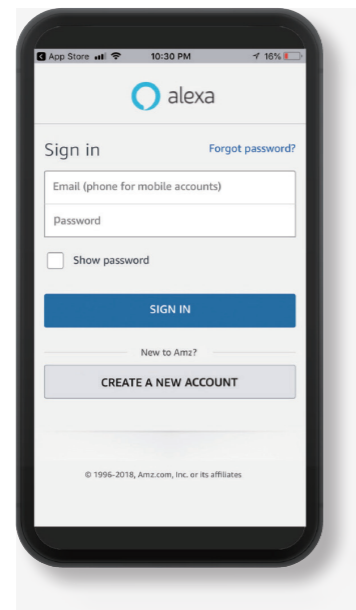 App Store 10:30 PM 16%
alexa
Sign in Forgot password?
Email (phone for mobile accounts)
Password
Show password
SIGN IN
New to Amz?
CREATE A NEW ACCOUNT
© 1996-2018, Amz.com, Inc. or its affiliates